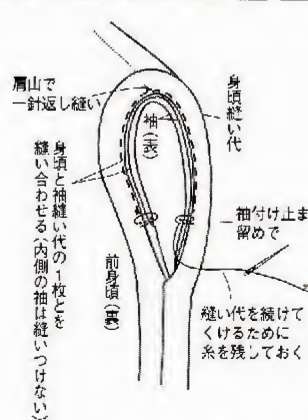 肩山で
一針返し縫い
身頃縫い代
袖(表)
袖付け止ま
留めで
身頃と袖縫い代の1枚とを
縫い合わせる(内側の袖は縫いつけない)
前身頃(裏)
縫い代を続けて
くけるために
糸を残しておく